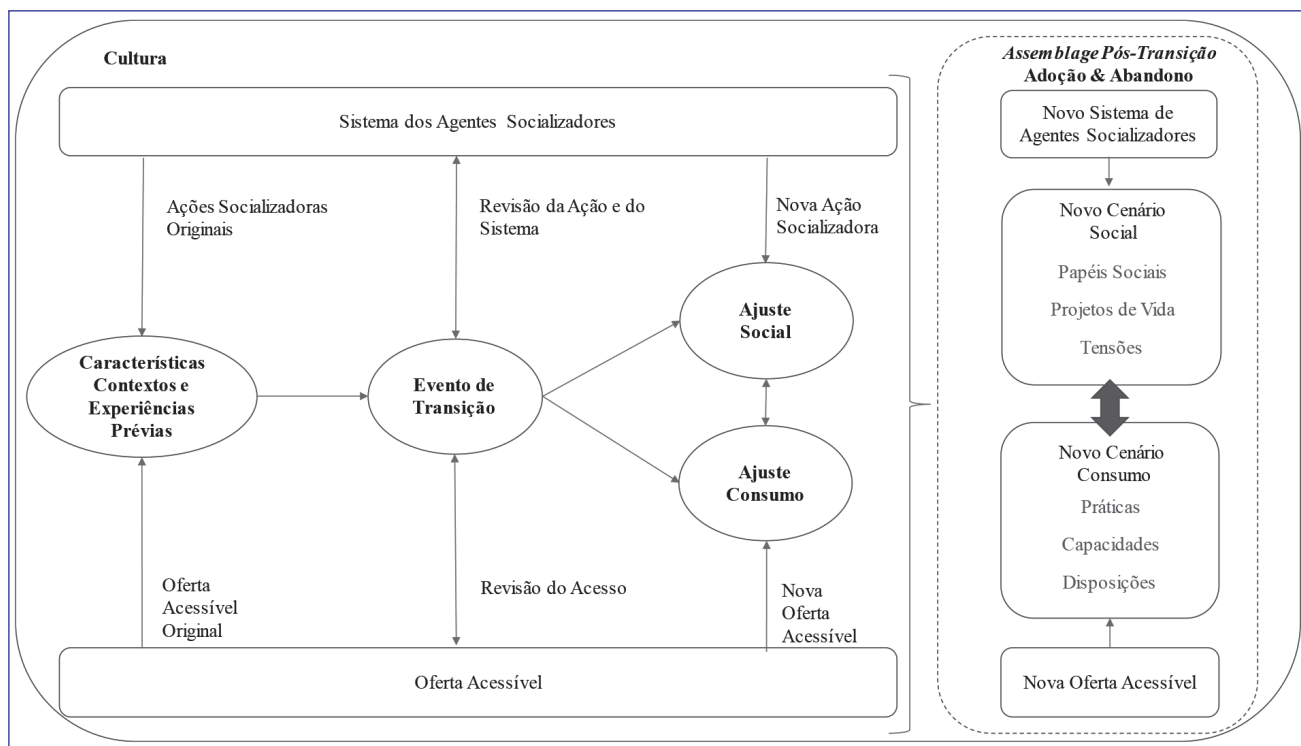 Cultura
Sistema dos Agentes Socializadores
Ações Socializadoras
Originais
Revisão da Ação e do
Sistema
Nova Ação
Socializadora
Características
Contextos e
Experiências
Prévias
Evento de
Transição
Ajuste
Social
Ajuste
Consumo
Oferta
Acessível
Original
Revisão do Acesso
Nova
Oferta
Acessível
Oferta Acessível
Assemblage Pós-Transição
Adoção & Abandono
Novo Sistema de
Agentes Socializadores
Novo Cenário
Social
Papéis Sociais
Projetos de Vida
Tensões
Novo Cenário
Consumo
Práticas
Capacidades
Disposições
Nova Oferta Acessível